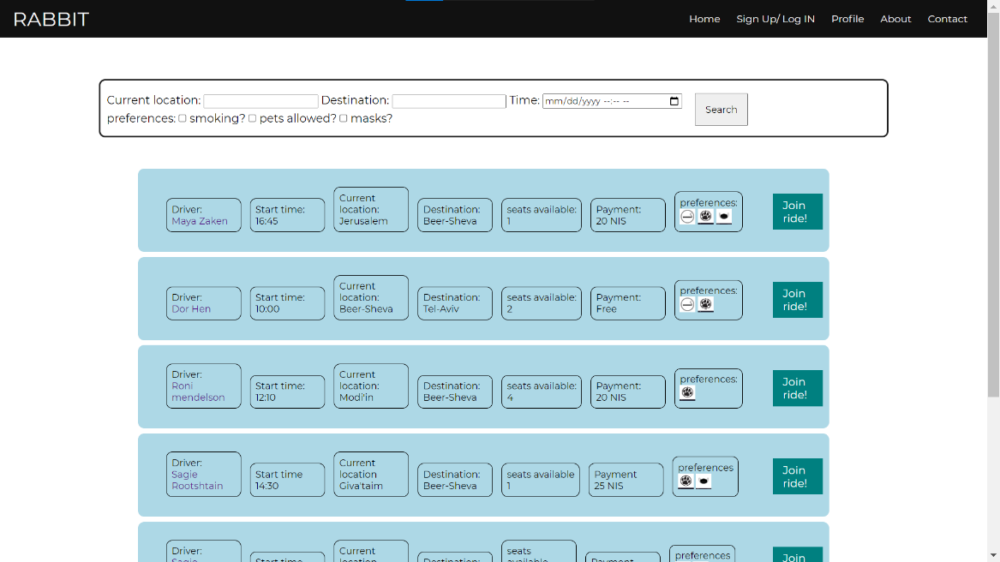 RABBIT
Home Sign Up/ Log IN Profile About Contact
Current location: Destination: Time: mm/dd/yyyy --:-- -- Search
preferences: smoking? pets allowed? masks?
Driver:
Maya Zaken
Start time:
16:45
Current
location:
Jerusalem
Destination:
Beer-Sheva
seats available:
1
Payment:
20 NIS
preferences:
Join
ride!
Driver:
Dor Hen
Start time:
10:00
Current
location:
Beer-Sheva
Destination:
Tel-Aviv
seats available:
2
Payment:
Free
preferences:
Join
ride!
Driver:
Roni
mendelson
Start time:
12:10
Current
location:
Modi'in
Destination:
Beer-Sheva
seats available:
4
Payment:
20 NIS
preferences:
Join
ride!
Driver:
Sagie
Rootshtain
Start time
14:30
Current
location
Giva'taim
Destination:
Beer-Sheva
seats available
1
Payment
25 NIS
preferences
Join
ride!
Driver:
Sagie
Start time:
Current
location:
Destination:
seats
available
Payment
preferences
Join